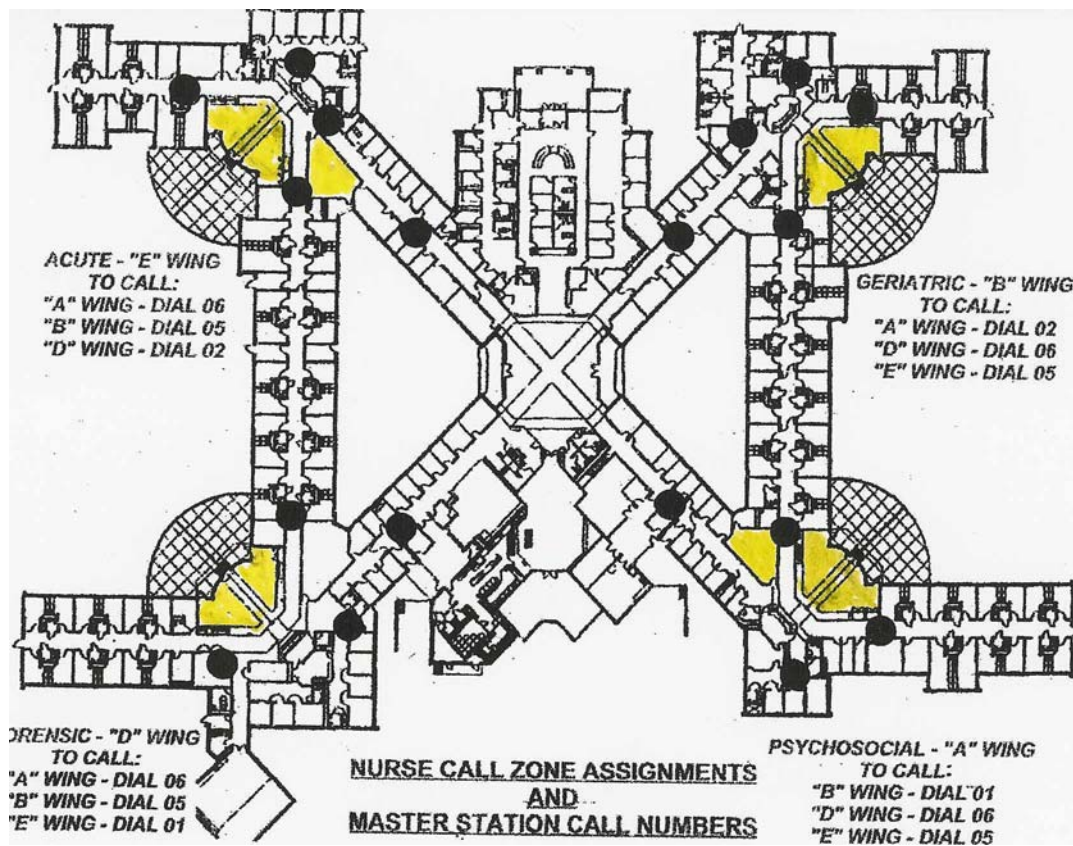 ACUTE - "E" WING
TO CALL:
"A" WING - DIAL 06
"B" WING - DIAL 05
"D" WING - DIAL 02
GERIATRIC - "B" WING
TO CALL:
"A" WING - DIAL 02
"D" WING - DIAL 06
"E" WING - DIAL 05
ORENSIC - "D" WING
TO CALL:
"A" WING - DIAL 06
"B" WING - DIAL 05
"E" WING - DIAL 01
NURSE CALL ZONE ASSIGNMENTS
AND
MASTER STATION CALL NUMBERS
PSYCHOSOCIAL - "A" WING
TO CALL:
"B" WING - DIAL 01
"D" WING - DIAL 06
"E" WING - DIAL 05